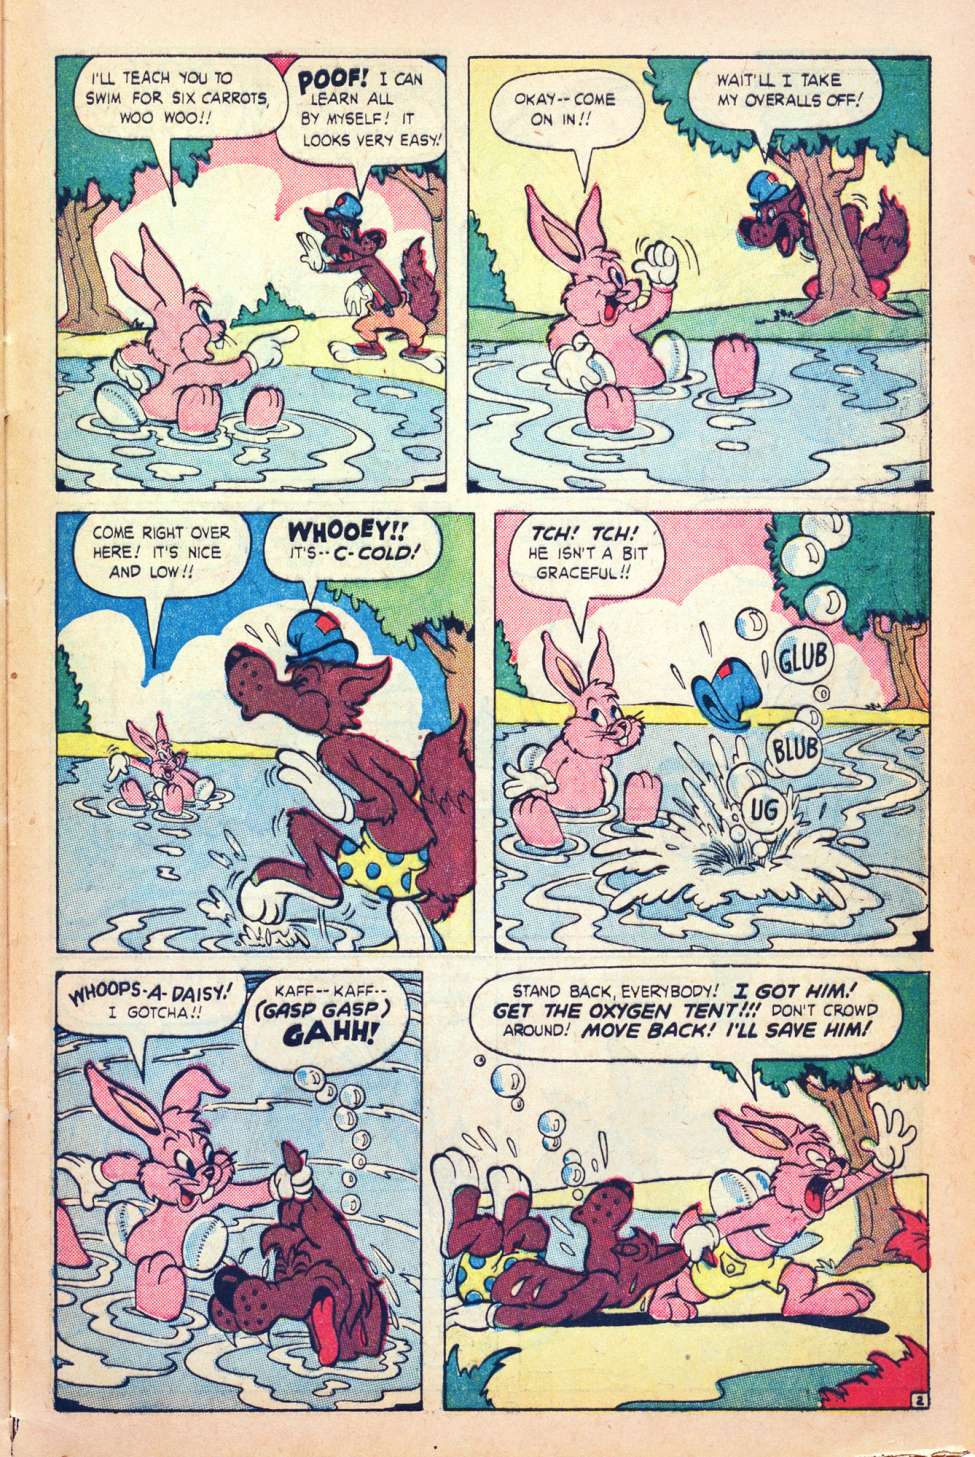 I'LL TEACH YOU TO
SWIM FOR SIX CARROTS,
WOO WOO!!
POOF! I CAN
LEARN ALL
BY MYSELF! IT
LOOKS VERY EASY!
OKAY-- COME
ON IN!!
WAIT'LL I TAKE
MY OVERALLS OFF!
COME RIGHT OVER
HERE! IT'S NICE
AND LOW!!
WHOOEY!!
IT'S-- C-COLD!
TCH! TCH!
HE ISN'T A BIT
GRACEFUL!!
GLUB
BLUB
UG
WHOOPS-A-DAISY!
I GOTCHA!!
KAFF-- KAFF--
(GASP GASP)
GAHH!
STAND BACK, EVERYBODY! I GOT HIM!
GET THE OXYGEN TENT!!! DON'T CROWD
AROUND! MOVE BACK! I'LL SAVE HIM!
2